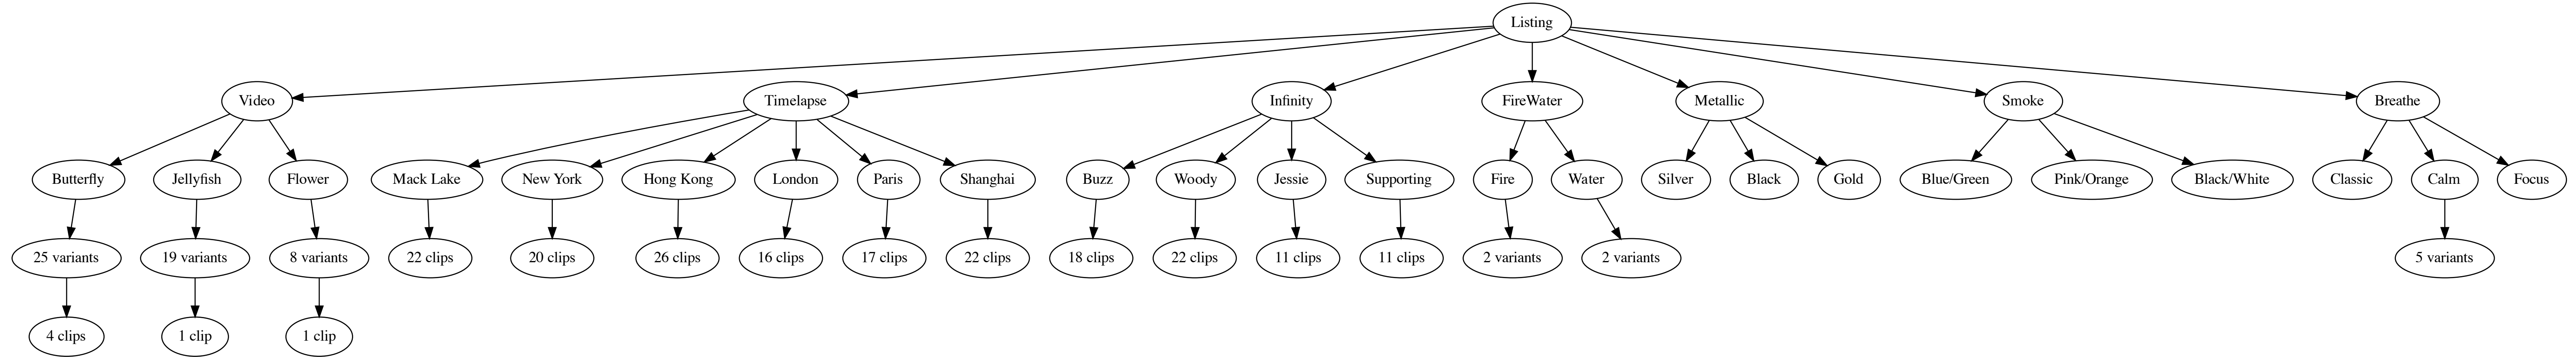 Listing
Video
Timelapse
Infinity
FireWater
Metallic
Smoke
Breathe
Butterfly
Jellyfish
Flower
Mack Lake
New York
Hong Kong
London
Paris
Shanghai
Buzz
Woody
Jessie
Supporting
Fire
Water
Silver
Black
Gold
Blue/Green
Pink/Orange
Black/White
Classic
Calm
Focus
25 variants
19 variants
8 variants
22 clips
20 clips
26 clips
16 clips
17 clips
22 clips
18 clips
22 clips
11 clips
11 clips
2 variants
2 variants
5 variants
4 clips
1 clip
1 clip